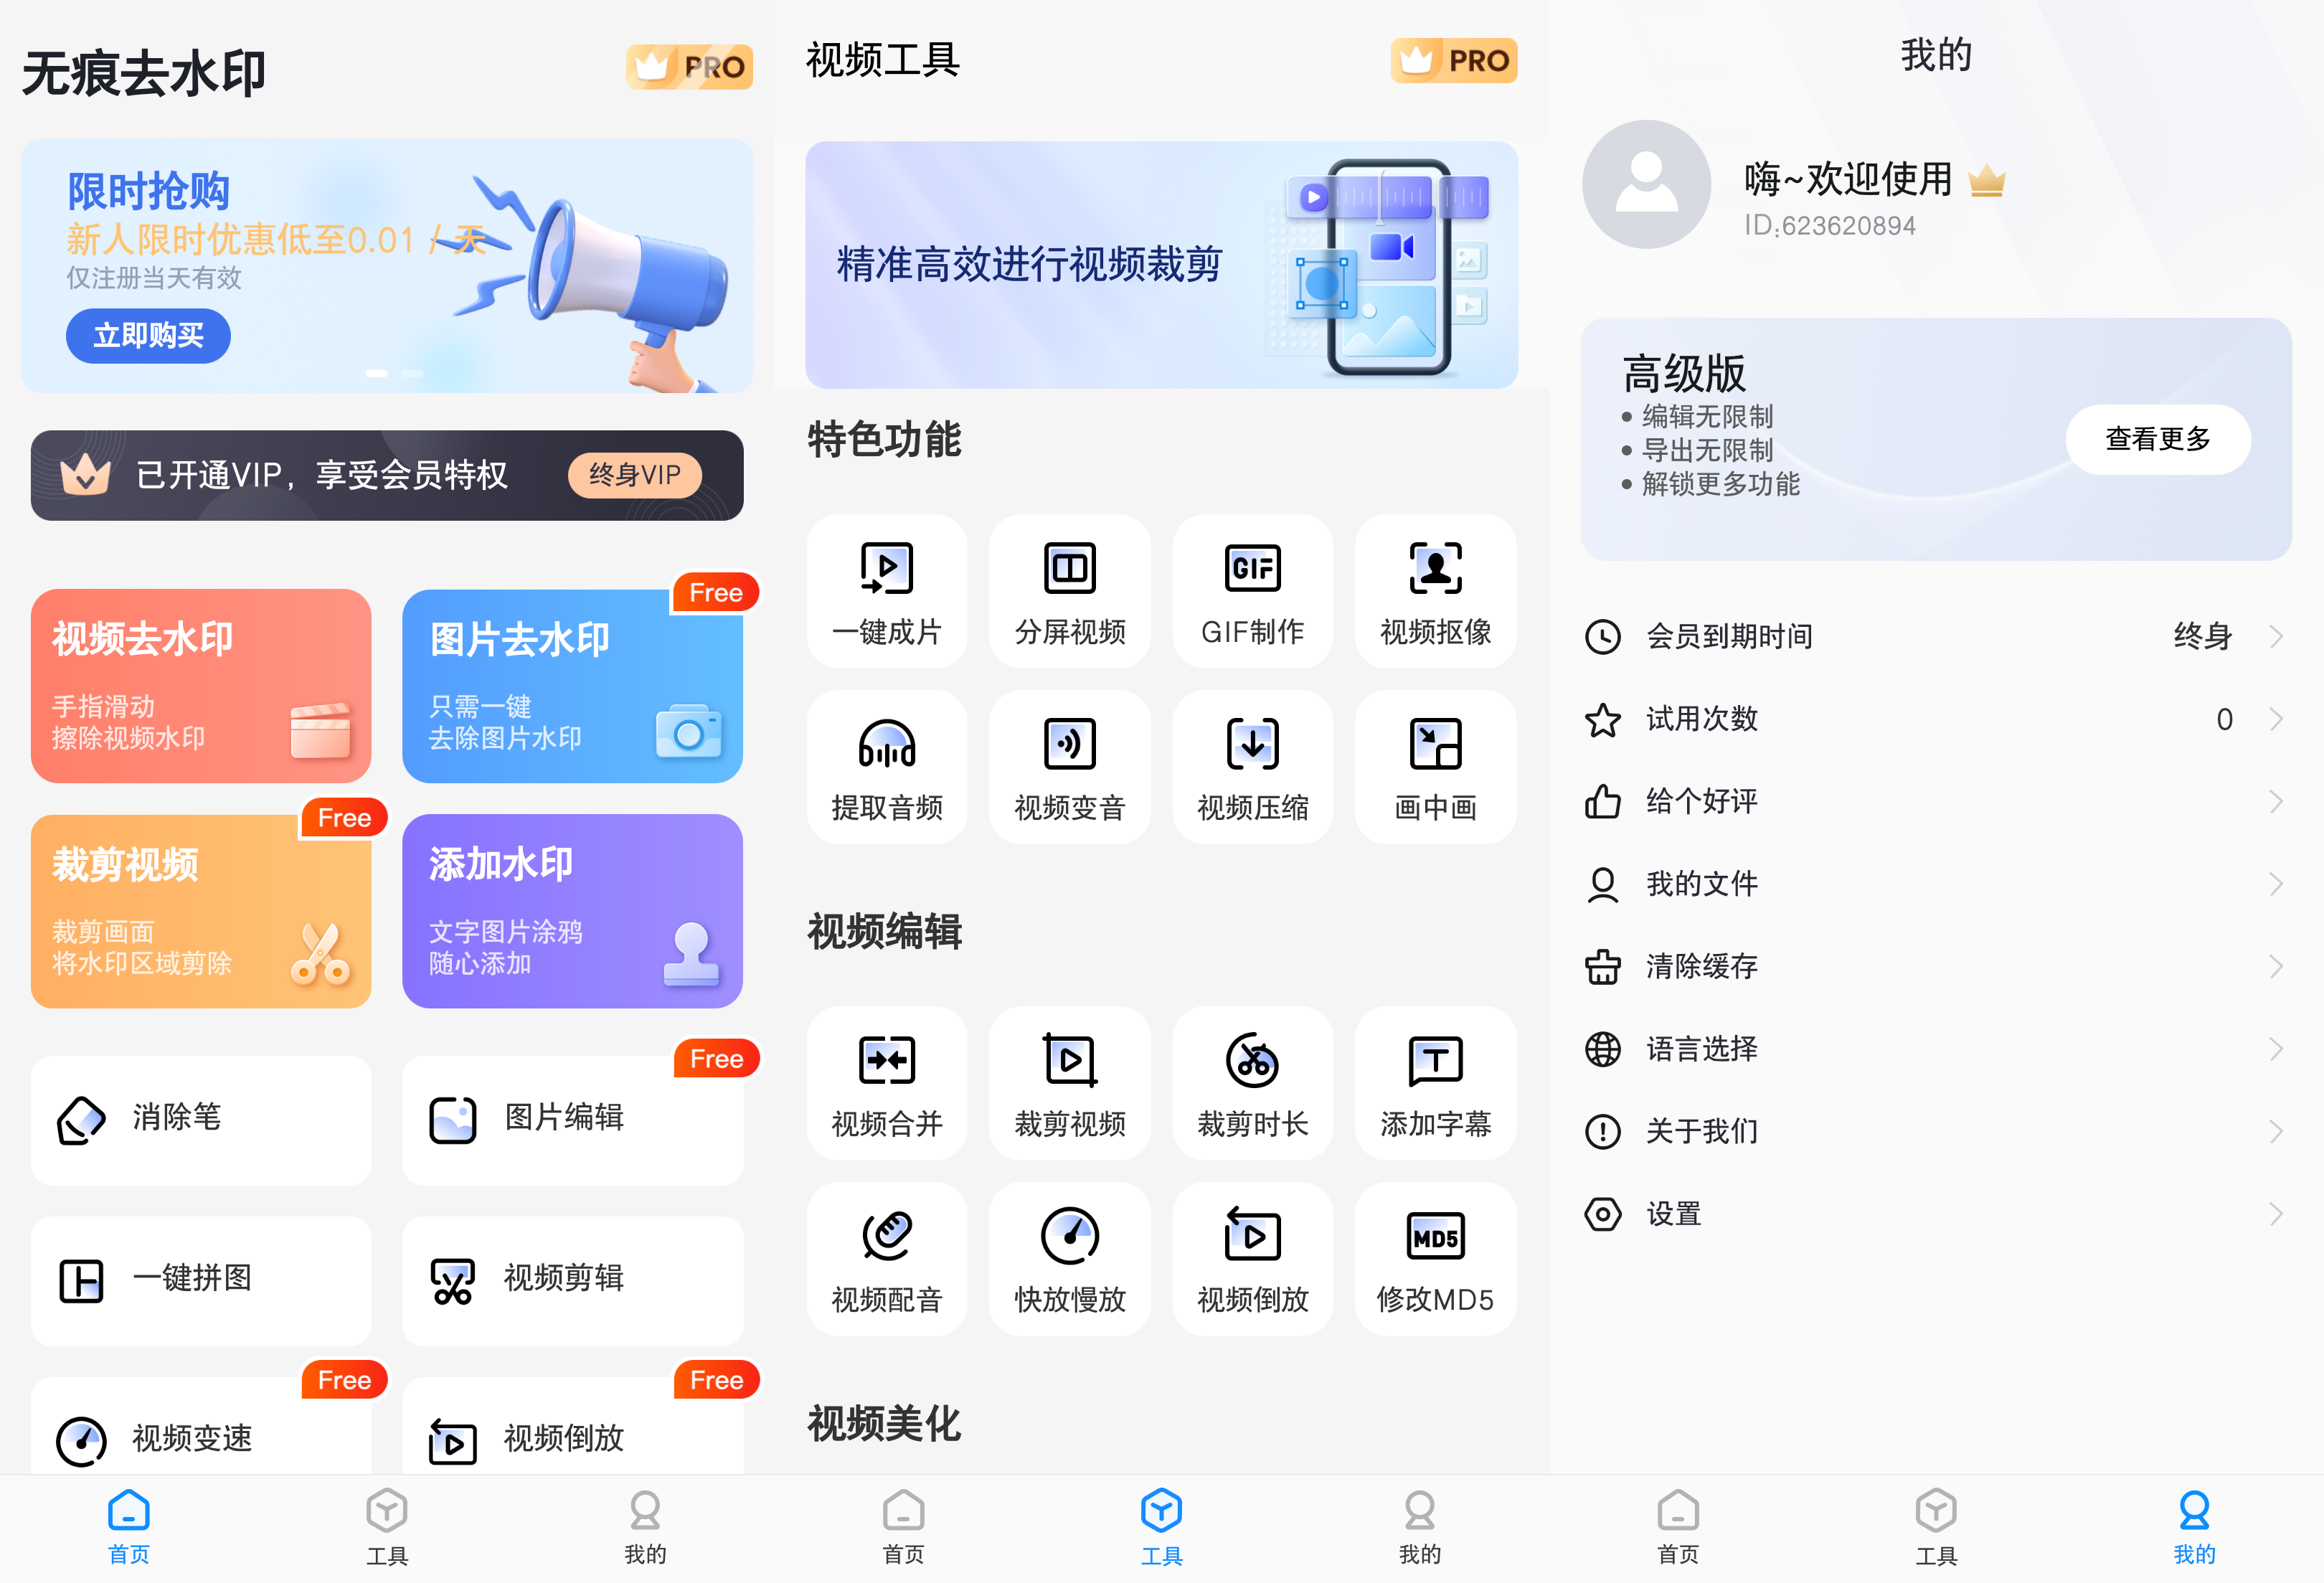 无痕去水印
PRO
限时抢购
新人限时优惠低至0.01 / 天
仅注册当天有效
立即购买
已开通VIP，享受会员特权
终身VIP
视频去水印
手指滑动
擦除视频水印
Free
图片去水印
只需一键
去除图片水印
Free
裁剪视频
裁剪画面
将水印区域剪除
添加水印
文字图片涂鸦
随心添加
消除笔
Free
图片编辑
一键拼图
视频剪辑
Free
视频变速
Free
视频倒放
首页
工具
我的
视频工具
PRO
精准高效进行视频裁剪
特色功能
一键成片
分屏视频
GIF
GIF制作
视频抠像
提取音频
视频变音
视频压缩
画中画
视频编辑
视频合并
裁剪视频
裁剪时长
T
添加字幕
视频配音
快放慢放
视频倒放
MD5
修改MD5
视频美化
首页
工具
我的
我的
嗨~欢迎使用
ID:623620894
高级版
• 编辑无限制
• 导出无限制
• 解锁更多功能
查看更多
会员到期时间
终身
试用次数
0
给个好评
我的文件
清除缓存
语言选择
关于我们
设置
首页
工具
我的